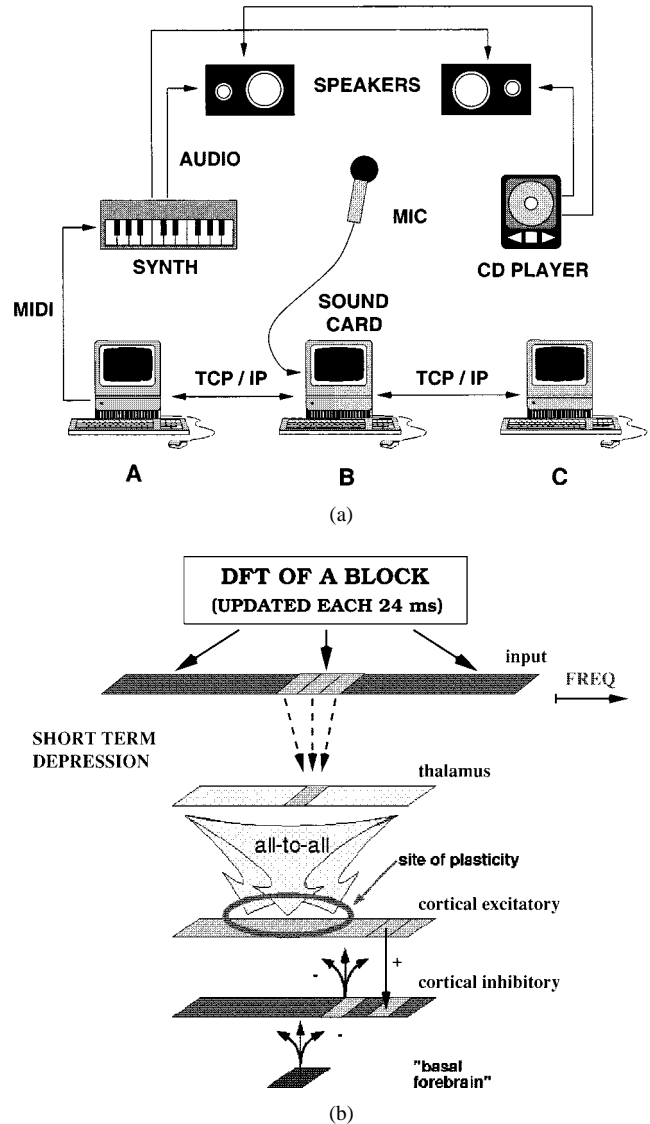 SPEAKERS
AUDIO
MIC
SYNTH
CD PLAYER
MIDI
SOUND
CARD
TCP / IP
TCP / IP
A
B
C
(a)
DFT OF A BLOCK
(UPDATED EACH 24 ms)
input
FREQ
SHORT TERM
DEPRESSION
thalamus
all-to-all
site of plasticity
cortical excitatory
-
+
cortical inhibitory
-
"basal
forebrain"
(b)